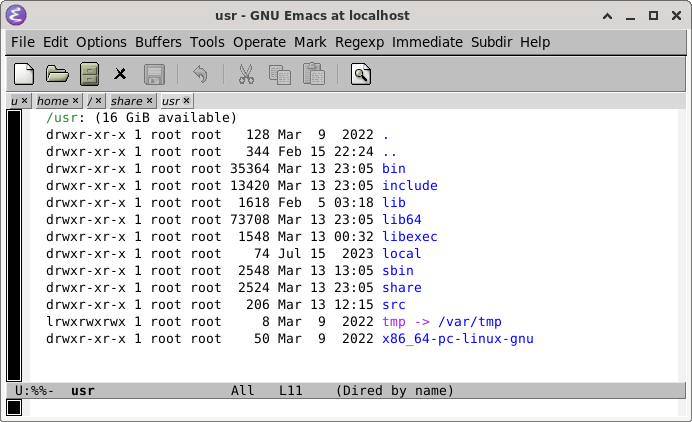 usr - GNU Emacs at localhost
File Edit Options Buffers Tools Operate Mark Regexp Immediate Subdir Help
u × home × / × share × usr ×
/usr: (16 GiB available)
drwxr-xr-x 1 root root   128 Mar  9  2022 .
drwxr-xr-x 1 root root   344 Feb 15 22:24 ..
drwxr-xr-x 1 root root 35364 Mar 13 23:05 bin
drwxr-xr-x 1 root root 13420 Mar 13 23:05 include
drwxr-xr-x 1 root root  1618 Feb  5 03:18 lib
drwxr-xr-x 1 root root 73708 Mar 13 23:05 lib64
drwxr-xr-x 1 root root  1548 Mar 13 00:32 libexec
drwxr-xr-x 1 root root    74 Jul 15  2023 local
drwxr-xr-x 1 root root  2548 Mar 13 13:05 sbin
drwxr-xr-x 1 root root  2524 Mar 13 23:05 share
drwxr-xr-x 1 root root   206 Mar 13 12:15 src
lrwxrwxrwx 1 root root     8 Mar  9  2022 tmp -> /var/tmp
drwxr-xr-x 1 root root    50 Mar  9  2022 x86_64-pc-linux-gnu
U:%%-  usr                 All   L11    (Dired by name)